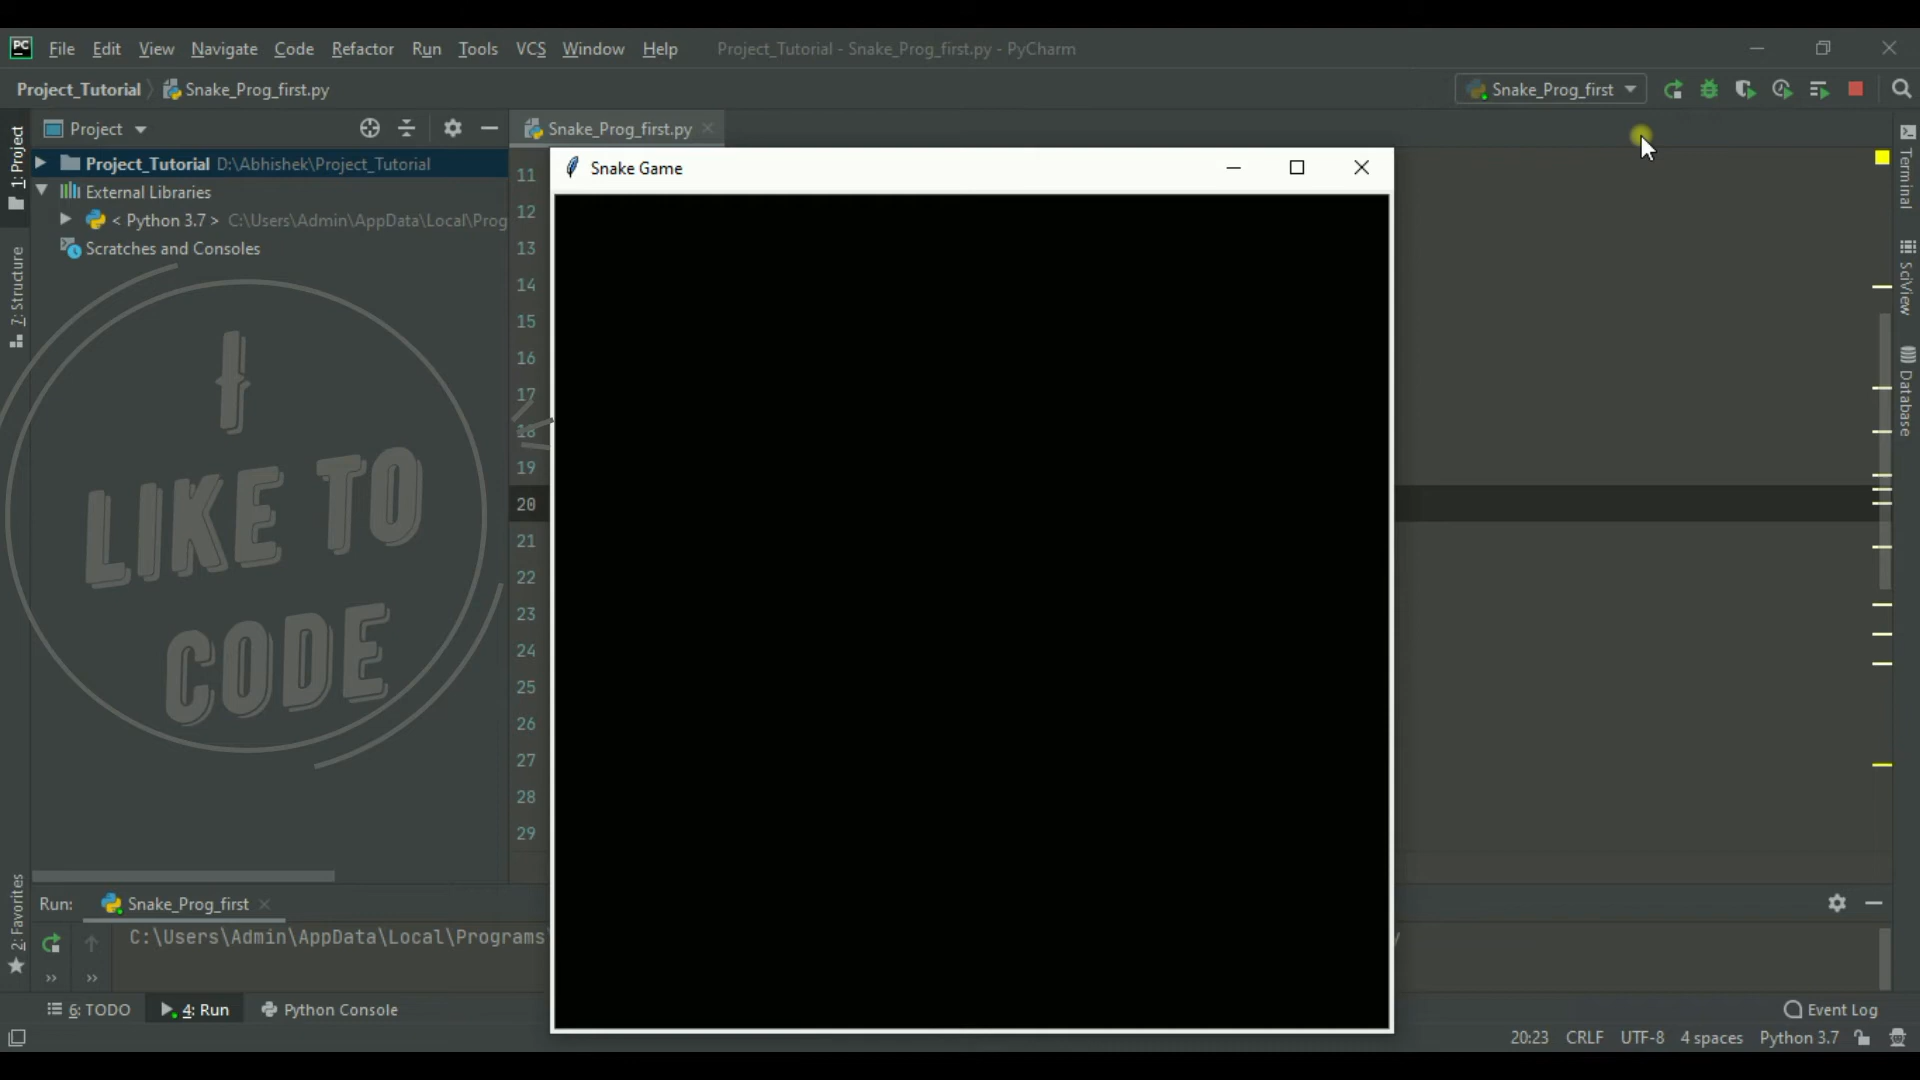 PC File Edit View Navigate Code Refactor Run Tools VCS Window Help Project_Tutorial - Snake_Prog_first.py - PyCharm
Project_Tutorial Snake_Prog_first.py Snake_Prog_first
1: Project
Project
Snake_Prog_first.py
Project_Tutorial D:\Abhishek\Project_Tutorial
External Libraries
< Python 3.7 > C:\Users\Admin\AppData\Local\Prog
Scratches and Consoles
7: Structure
I
LIKE TO
CODE
11
12
13
14
15
16
17
18
19
20
21
22
23
24
25
26
27
28
29
Snake Game
Terminal
SciView
Database
2: Favorites
Run: Snake_Prog_first
C:\Users\Admin\AppData\Local\Programs\
6: TODO 4: Run Python Console Event Log
20:23 CRLF UTF-8 4 spaces Python 3.7